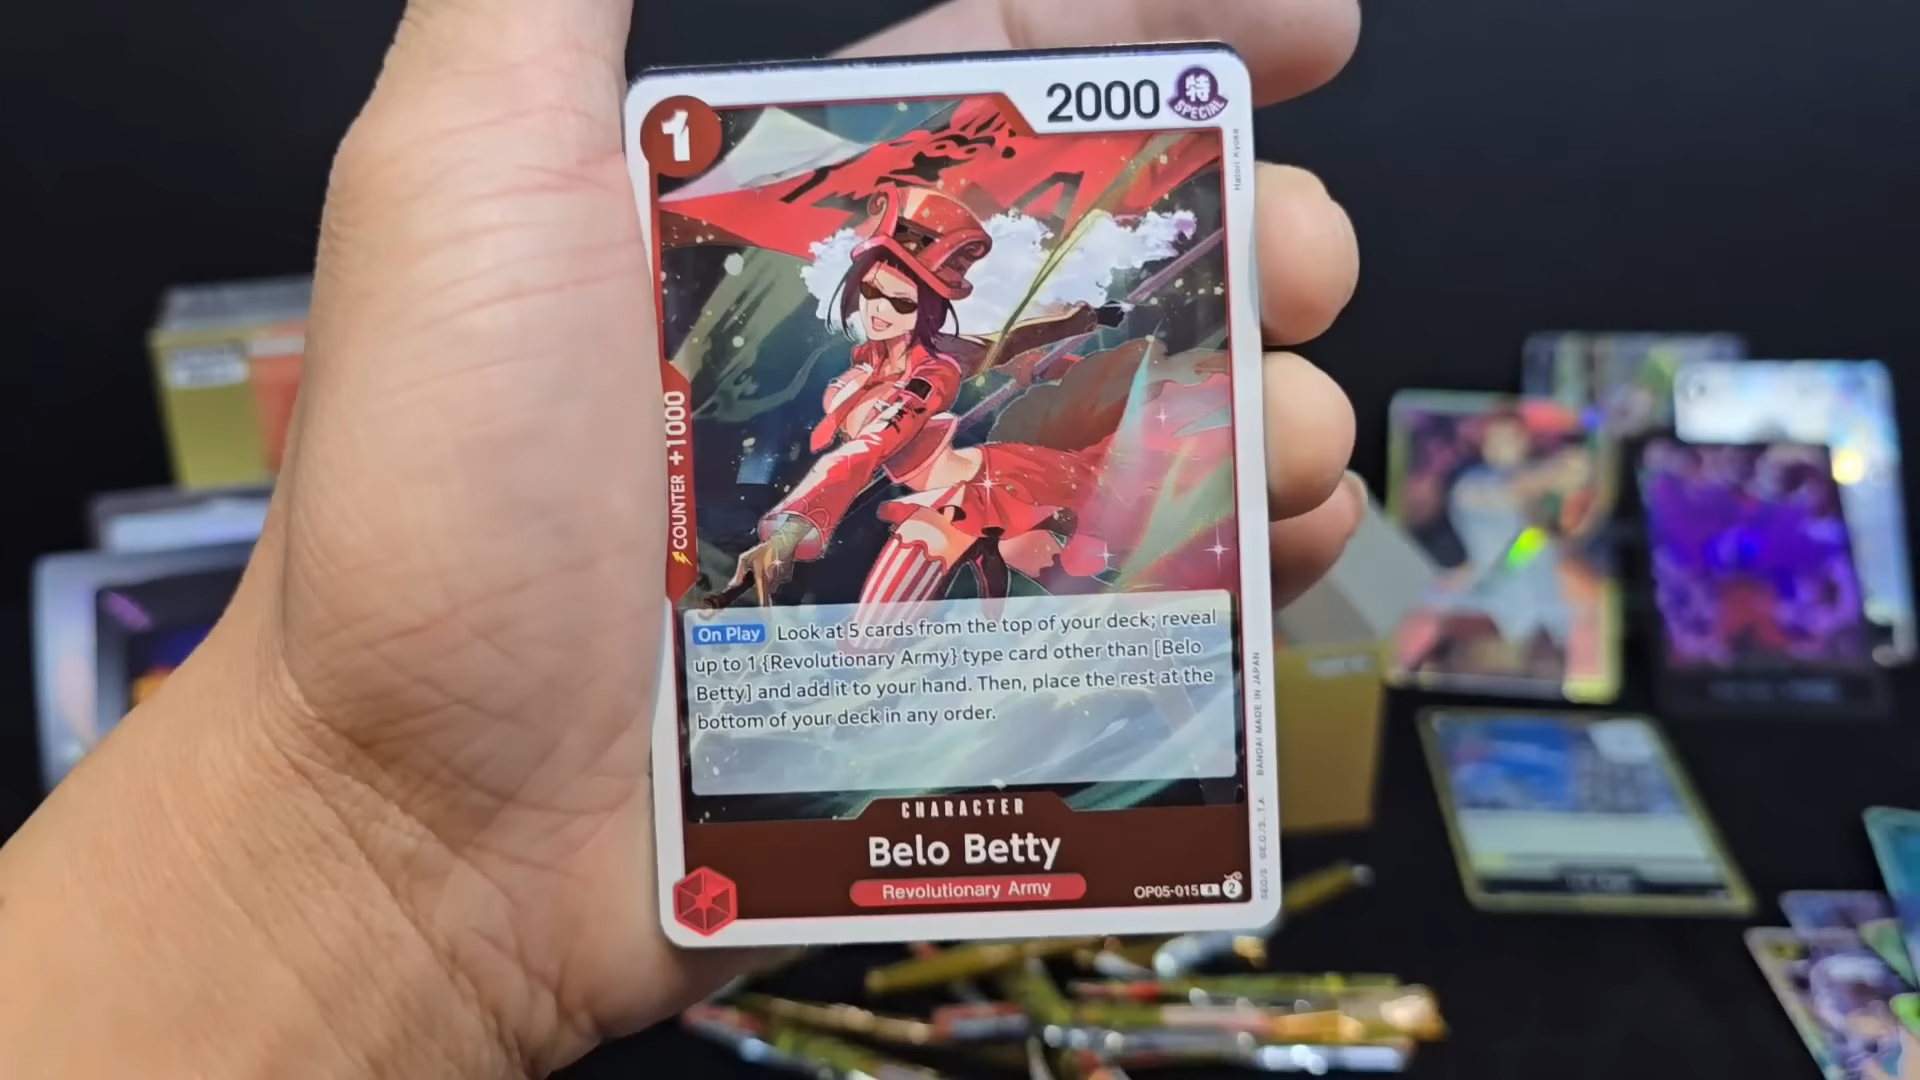 1
2000
特
SPECIAL
Hatori Kyoka
COUNTER +1000
On Play Look at 5 cards from the top of your deck; reveal
up to 1 {Revolutionary Army} type card other than [Belo
Betty] and add it to your hand. Then, place the rest at the
bottom of your deck in any order.
CHARACTER
Belo Betty
Revolutionary Army
OP05-015 R 2
BANDAI MADE IN JAPAN